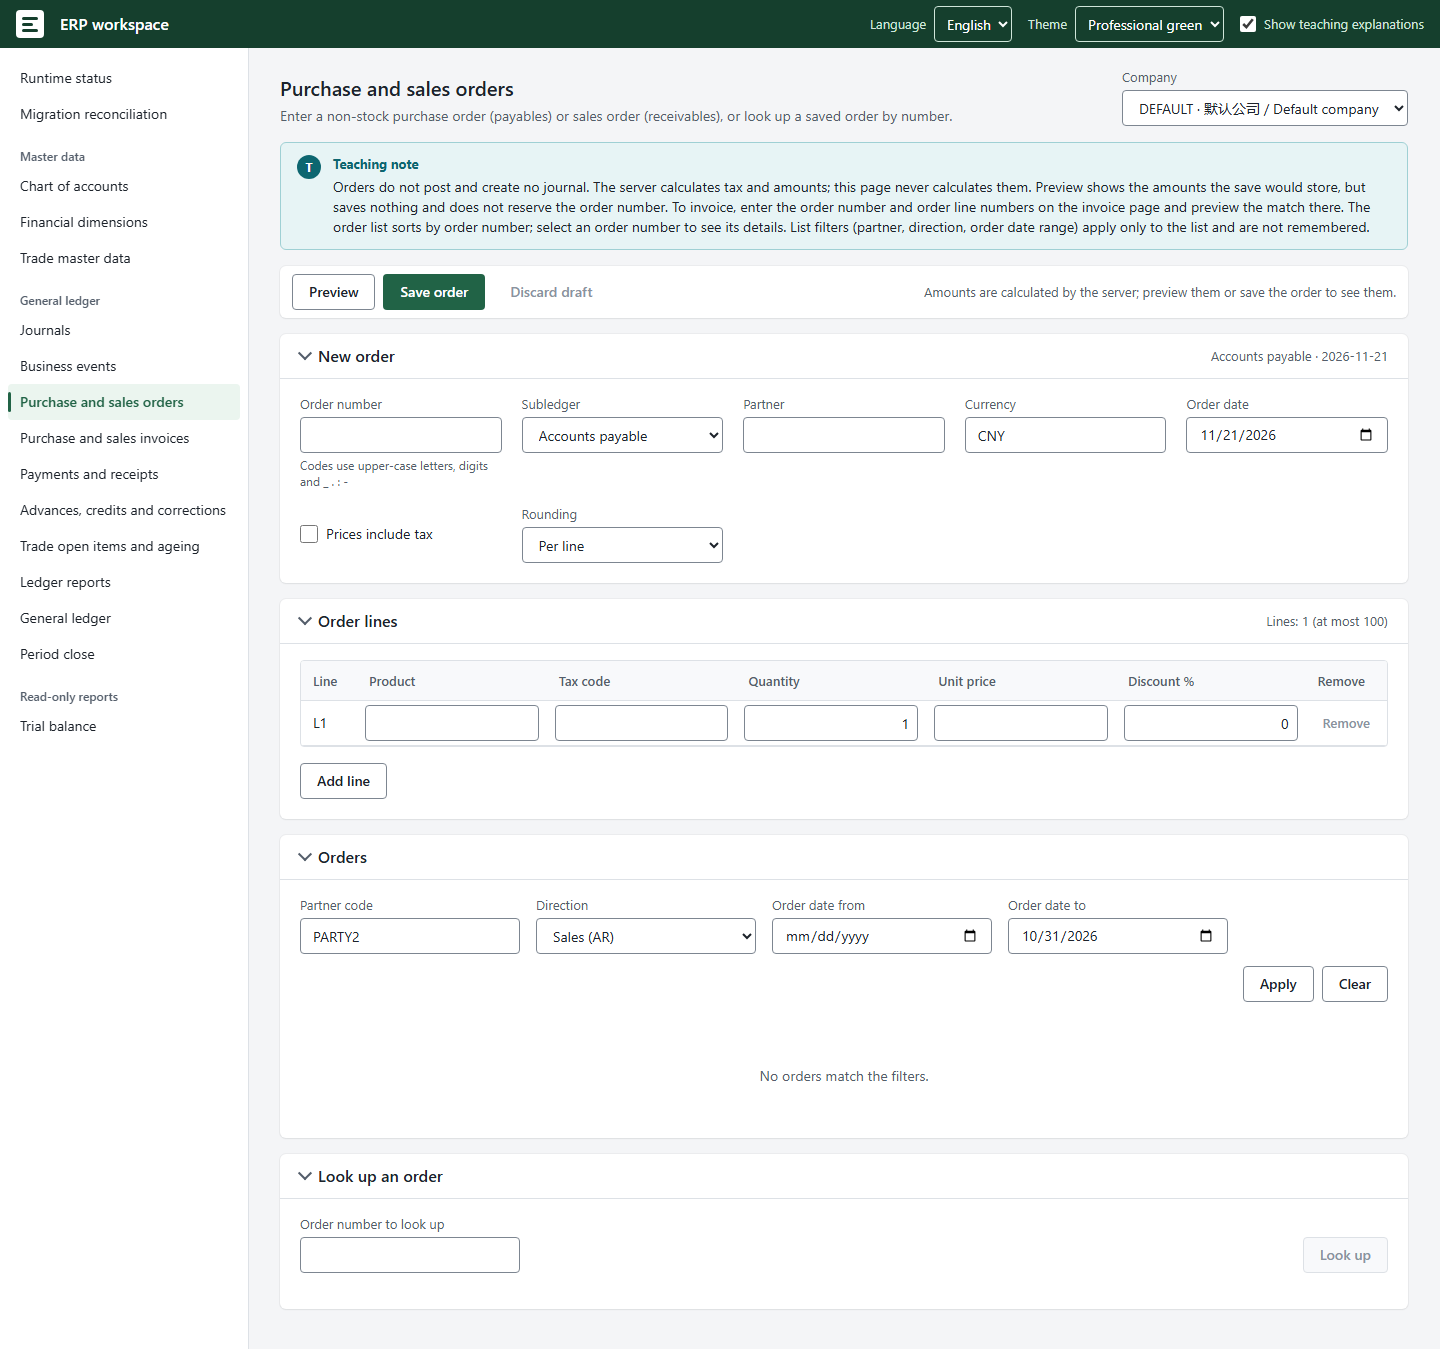 ERP workspace
Language English Theme Professional green Show teaching explanations
Runtime status
Migration reconciliation
Master data
Chart of accounts
Financial dimensions
Trade master data
General ledger
Journals
Business events
Purchase and sales orders
Purchase and sales invoices
Payments and receipts
Advances, credits and corrections
Trade open items and ageing
Ledger reports
General ledger
Period close
Read-only reports
Trial balance
Purchase and sales orders
Enter a non-stock purchase order (payables) or sales order (receivables), or look up a saved order by number.
Company
DEFAULT · 默认公司 / Default company
T
Teaching note
Orders do not post and create no journal. The server calculates tax and amounts; this page never calculates them. Preview shows the amounts the save would store, but
saves nothing and does not reserve the order number. To invoice, enter the order number and order line numbers on the invoice page and preview the match there. The
order list sorts by order number; select an order number to see its details. List filters (partner, direction, order date range) apply only to the list and are not remembered.
Preview Save order Discard draft Amounts are calculated by the server; preview them or save the order to see them.
New order Accounts payable · 2026-11-21
Order number Subledger Partner Currency Order date
Accounts payable CNY 11/21/2026
Codes use upper-case letters, digits
and _ . : -
Rounding
Prices include tax Per line
Order lines Lines: 1 (at most 100)
Line Product Tax code Quantity Unit price Discount % Remove
L1 1 0 Remove
Add line
Orders
Partner code Direction Order date from Order date to
PARTY2 Sales (AR) mm/dd/yyyy 10/31/2026
Apply Clear
No orders match the filters.
Look up an order
Order number to look up
Look up